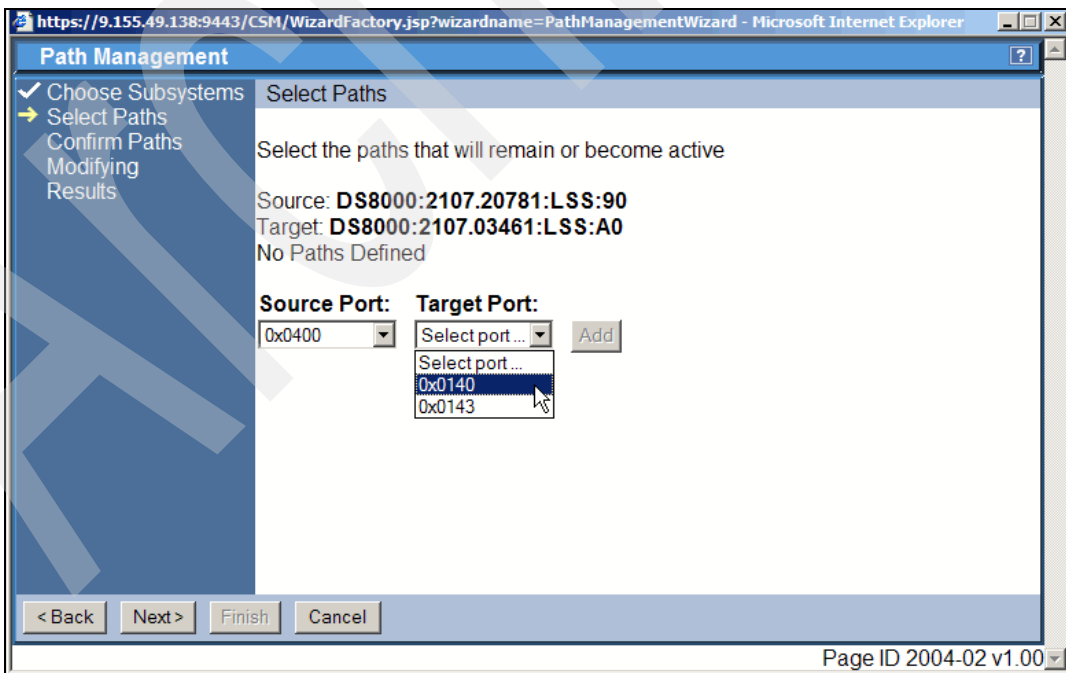 https://9.155.49.138:9443/CSM/WizardFactory.jsp?wizardname=PathManagementWizard - Microsoft Internet Explorer
Path Management
?
Choose Subsystems
Select Paths
Confirm Paths
Modifying
Results
Select Paths
Select the paths that will remain or become active
Source: DS8000:2107.20781:LSS:90
Target: DS8000:2107.03461:LSS:A0
No Paths Defined
Source Port: Target Port:
0x0400 Select port ... Add
Select port ...
0x0140
0x0143
< Back Next > Finish Cancel
Page ID 2004-02 v1.00